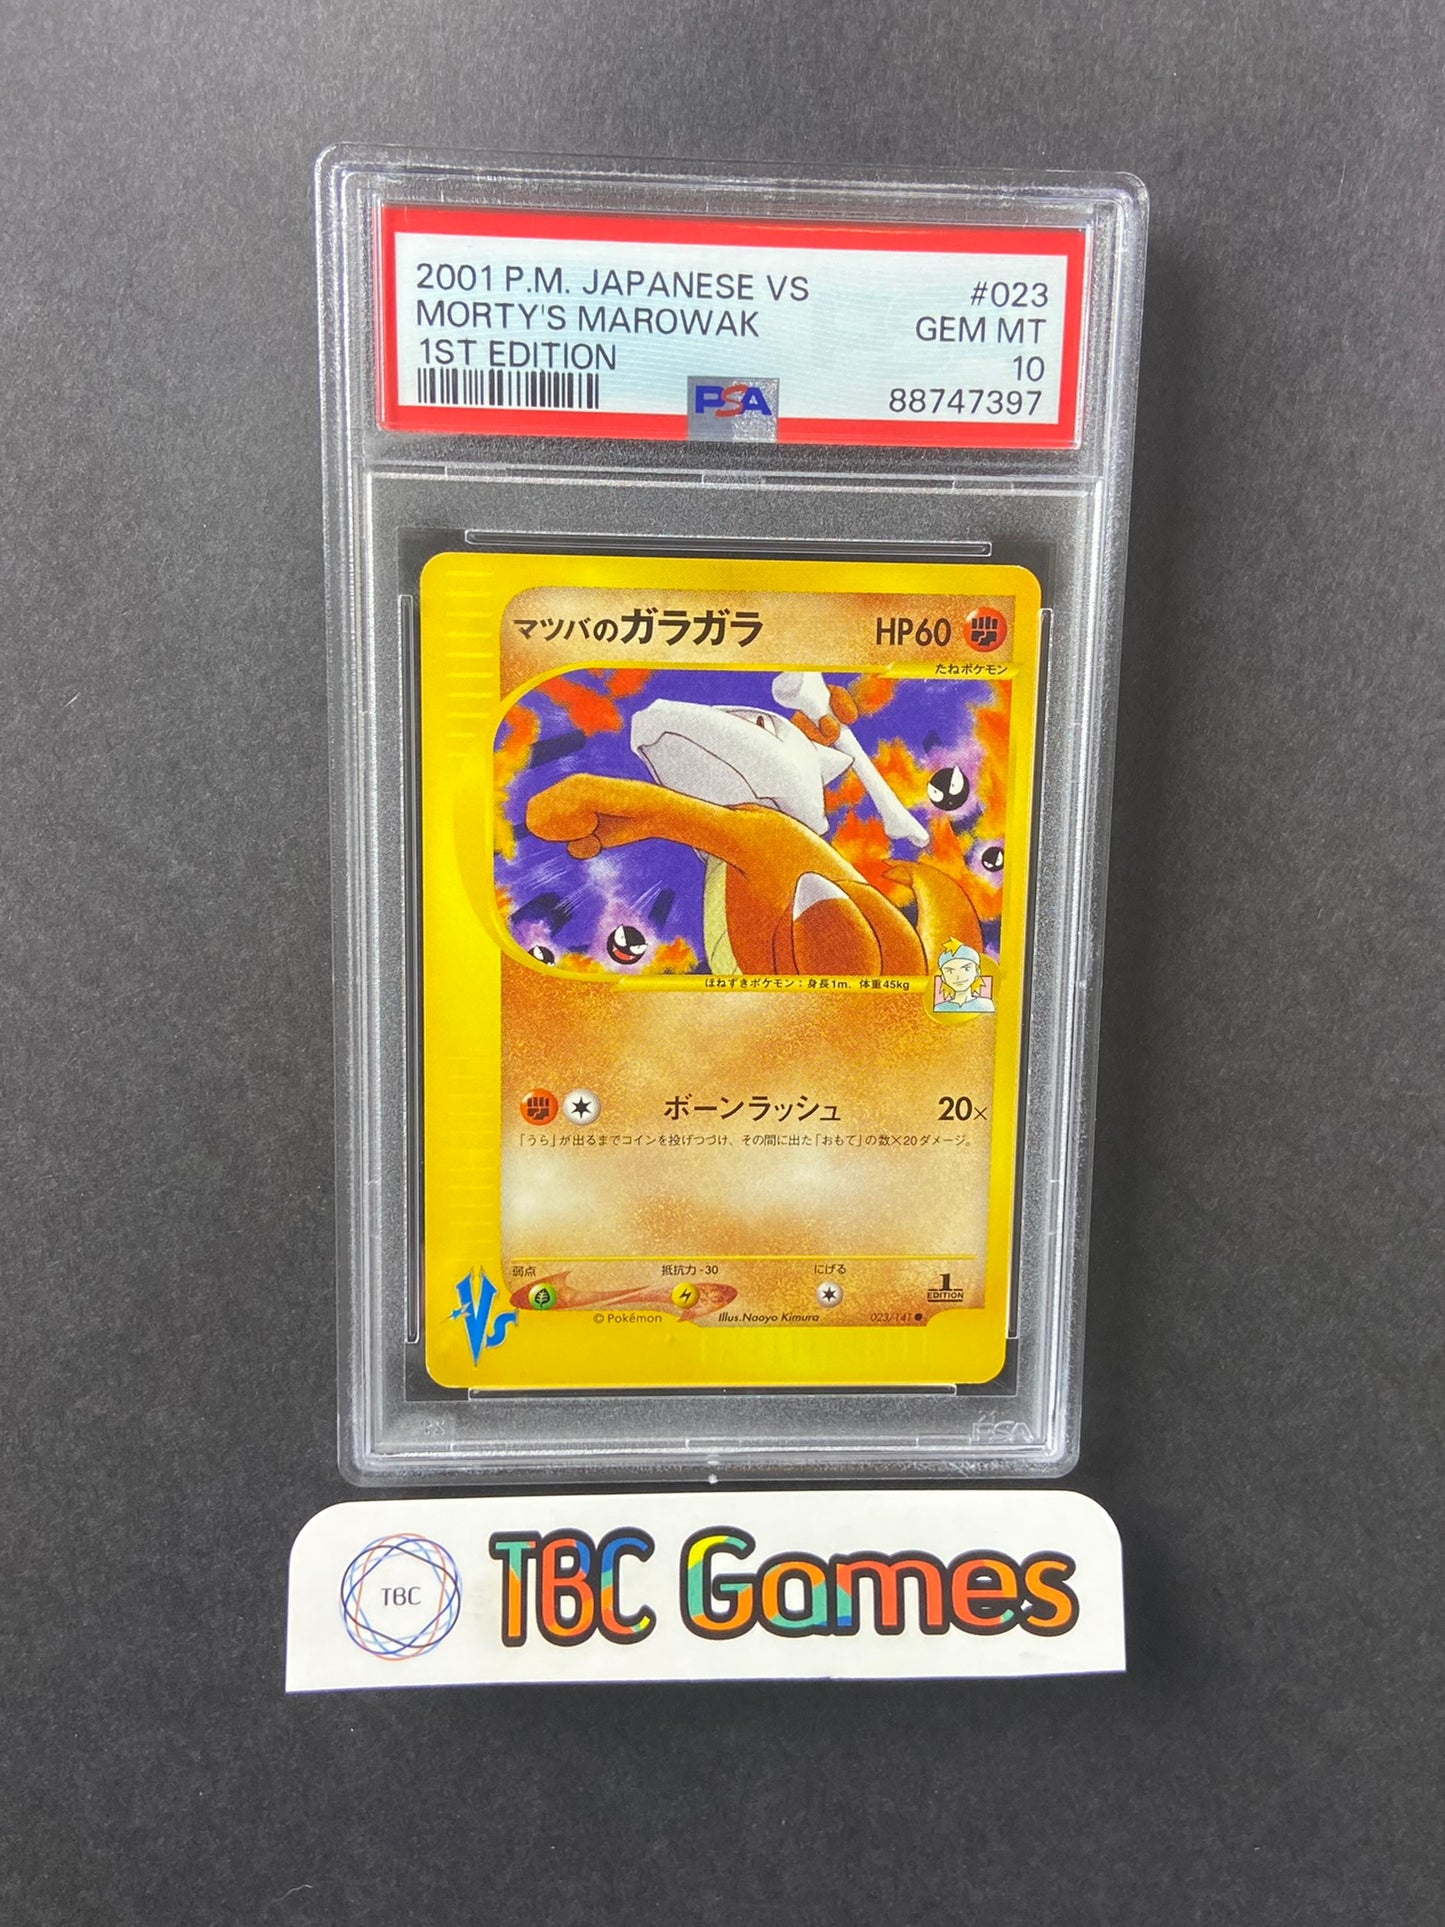 2001 P.M. JAPANESE VS #023
MORTY'S MAROWAK GEM MT
1ST EDITION 10
PSA 88747397
マツバのガラガラ HP60
たねポケモン
ほねずきポケモン：身長1m、体重45kg
ボーンラッシュ 20×
「うら」が出るまでコインを投げつづけ、その間に出た「おもて」の数×20ダメージ。
弱点 抵抗力-30 にげる
1
EDITION
Vs
©Pokémon Illus.Naoyo Kimura 023/141
PSA
TBC TBC Games